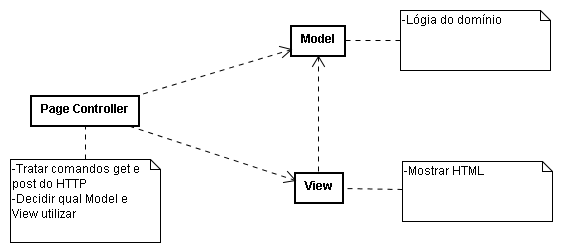 Model
-Lógia do domínio
Page Controller
-Tratar comandos get e
post do HTTP
-Decidir qual Model e
View utilizar
View
-Mostrar HTML